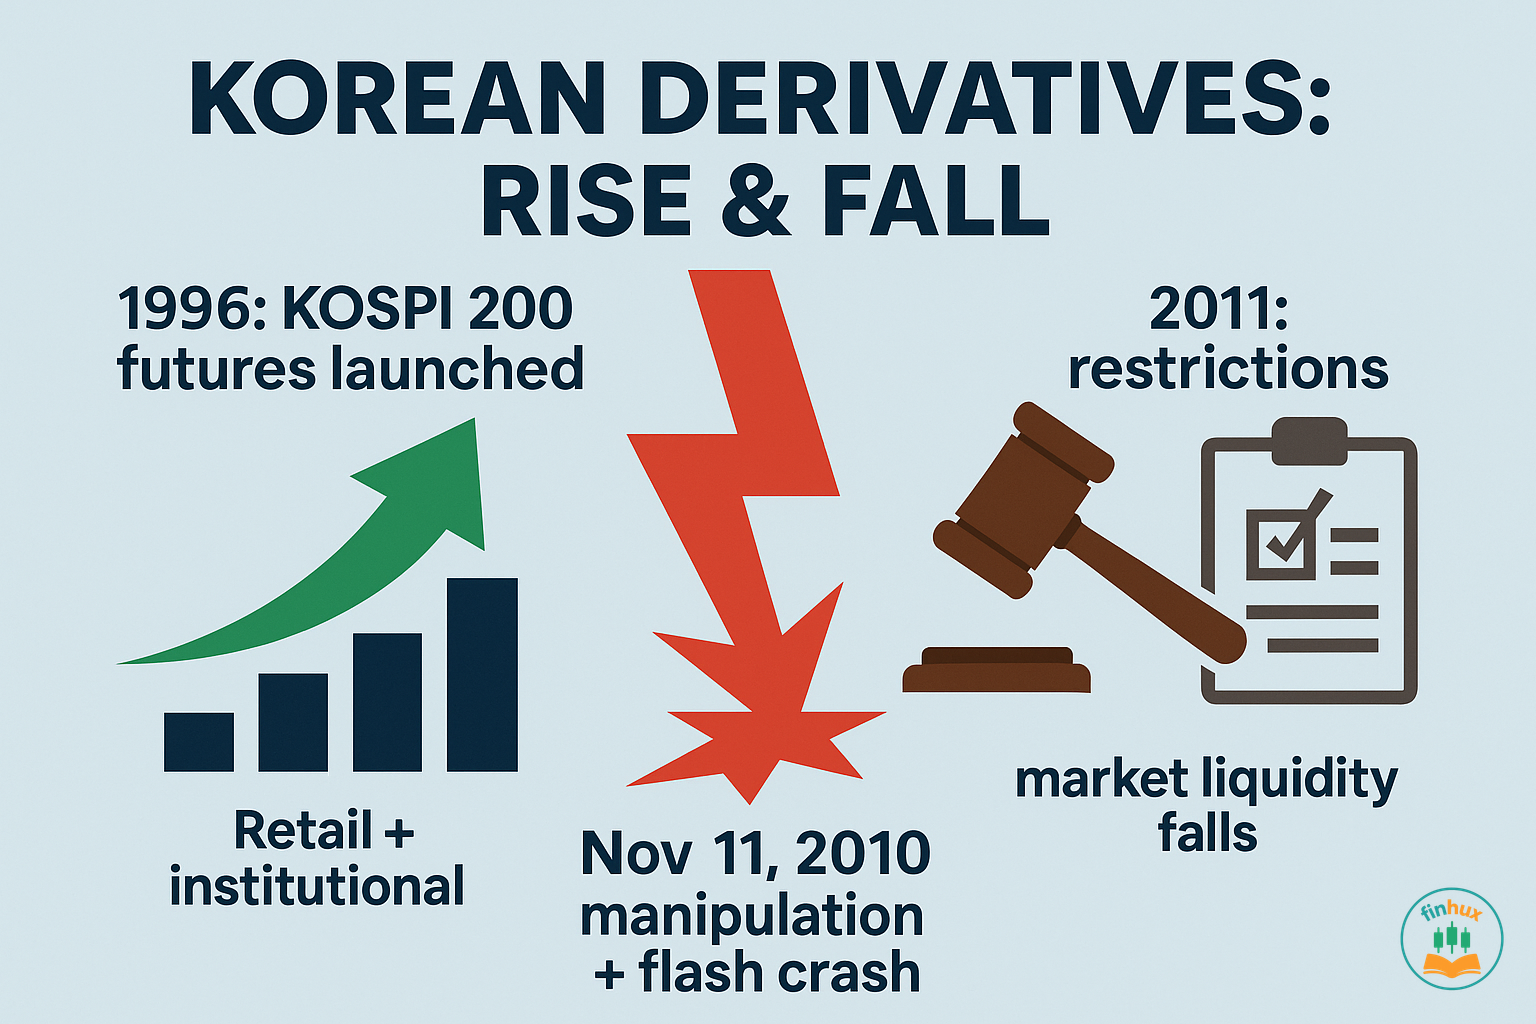 KOREAN DERIVATIVES:
RISE & FALL
1996: KOSPI 200
futures launched
Retail +
institutional
Nov 11, 2010
manipulation
+ flash crash
2011:
restrictions
market liquidity
falls
finhux